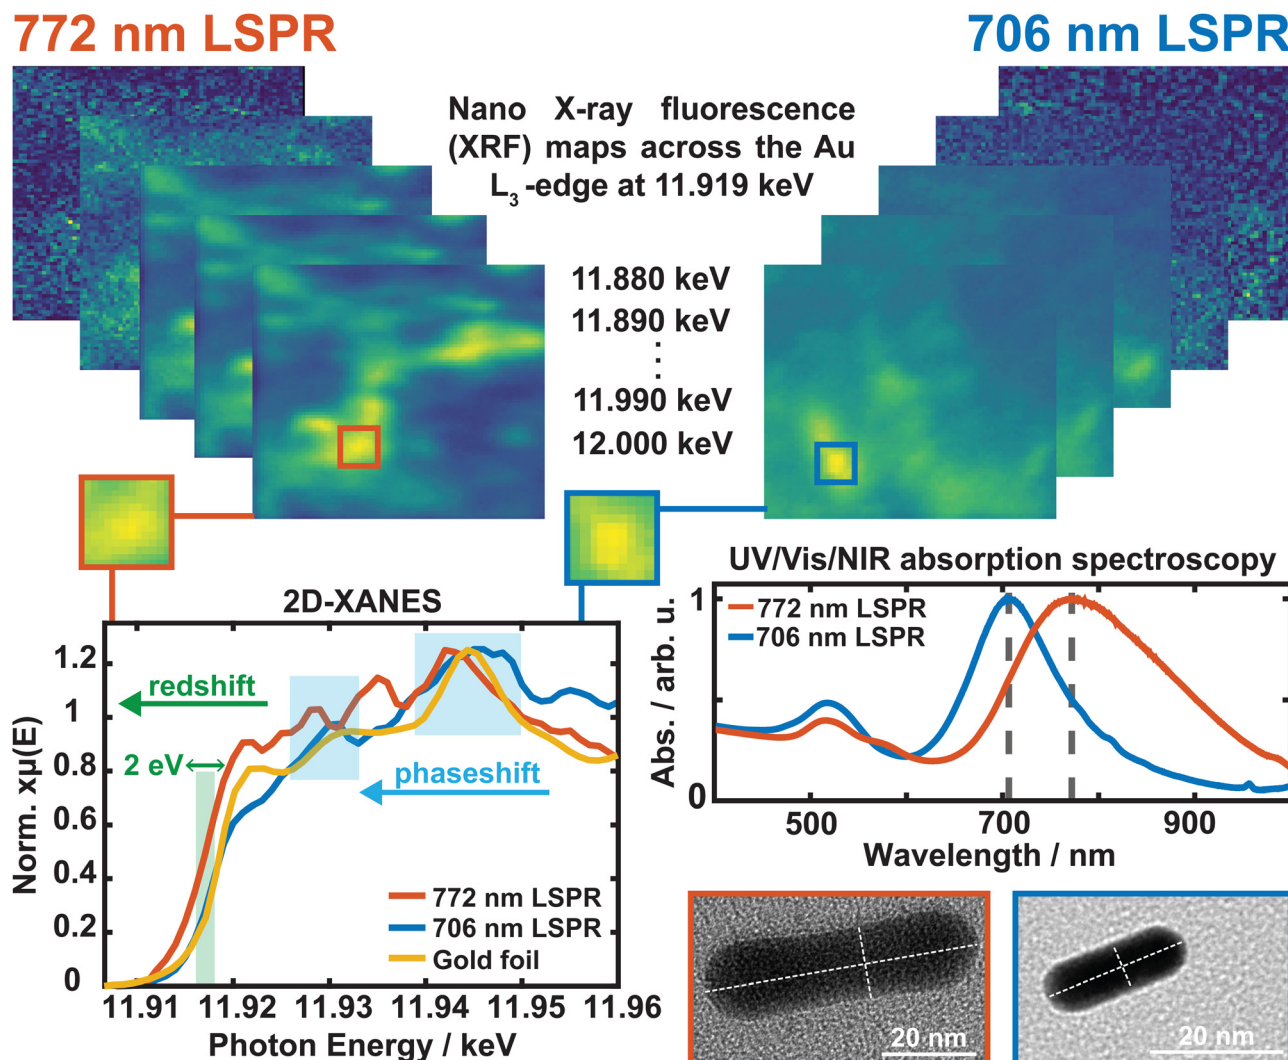 772 nm LSPR
706 nm LSPR
Nano X-ray fluorescence
(XRF) maps across the Au
L₃-edge at 11.919 keV
11.880 keV
11.890 keV
⋮
11.990 keV
12.000 keV
2D-XANES
1.2
1
0.8
0.6
0.4
0.2
0
Norm. xμ(E)
redshift
2 eV
phaseshift
772 nm LSPR
706 nm LSPR
Gold foil
11.91 11.92 11.93 11.94 11.95 11.96
Photon Energy / keV
UV/Vis/NIR absorption spectroscopy
1
0
Abs. / arb. u.
772 nm LSPR
706 nm LSPR
500 700 900
Wavelength / nm
20 nm
20 nm